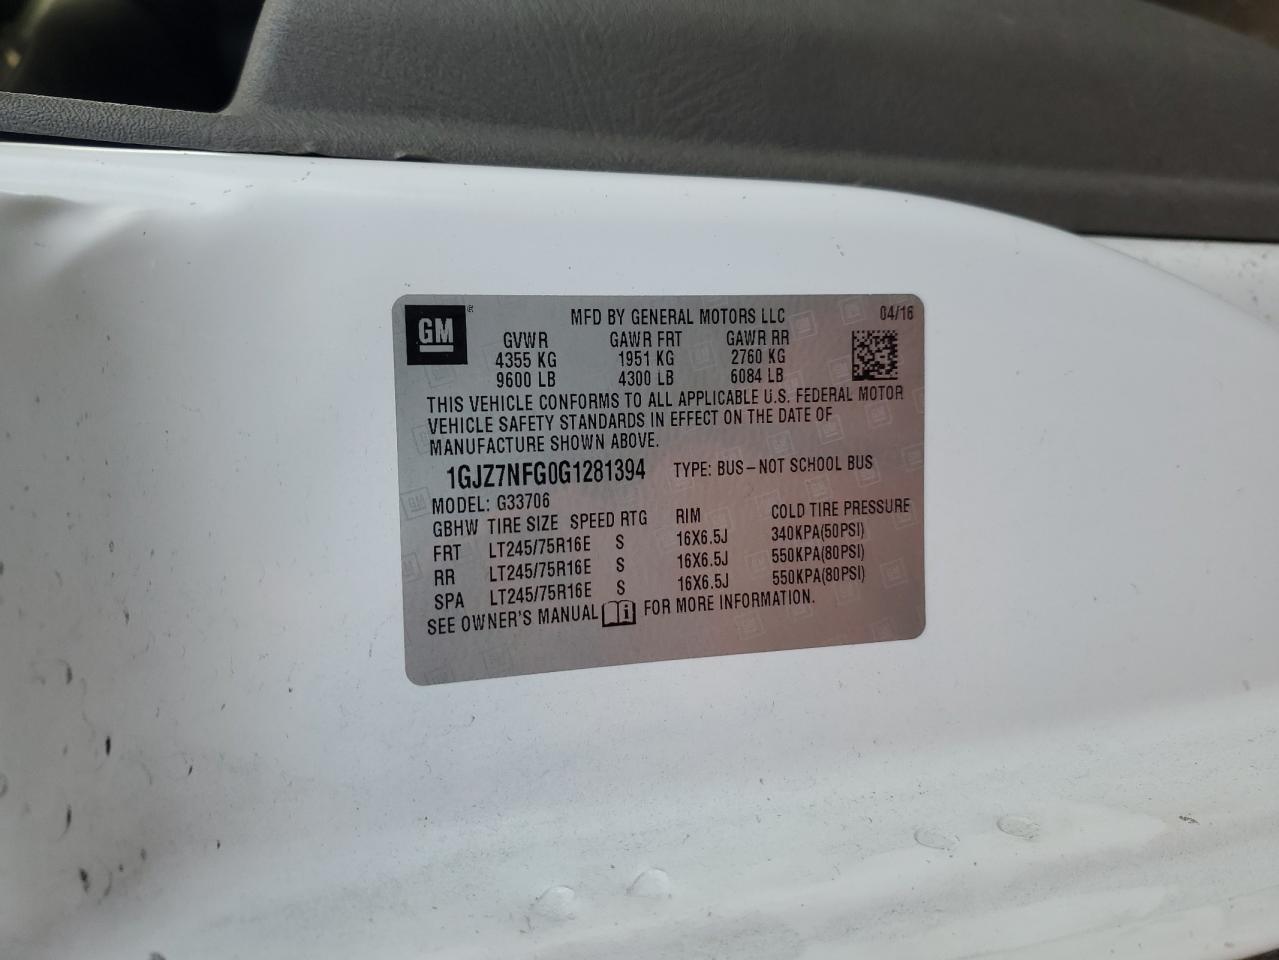 GM ®
MFD BY GENERAL MOTORS LLC 04/16
GVWR GAWR FRT GAWR RR
4355 KG 1951 KG 2760 KG
9600 LB 4300 LB 6084 LB
THIS VEHICLE CONFORMS TO ALL APPLICABLE U.S. FEDERAL MOTOR
VEHICLE SAFETY STANDARDS IN EFFECT ON THE DATE OF
MANUFACTURE SHOWN ABOVE.
1GJZ7NFG0G1281394 TYPE: BUS–NOT SCHOOL BUS
MODEL: G33706
GBHW TIRE SIZE SPEED RTG RIM COLD TIRE PRESSURE
FRT LT245/75R16E S 16X6.5J 340KPA(50PSI)
RR LT245/75R16E S 16X6.5J 550KPA(80PSI)
SPA LT245/75R16E S 16X6.5J 550KPA(80PSI)
SEE OWNER'S MANUAL i FOR MORE INFORMATION.